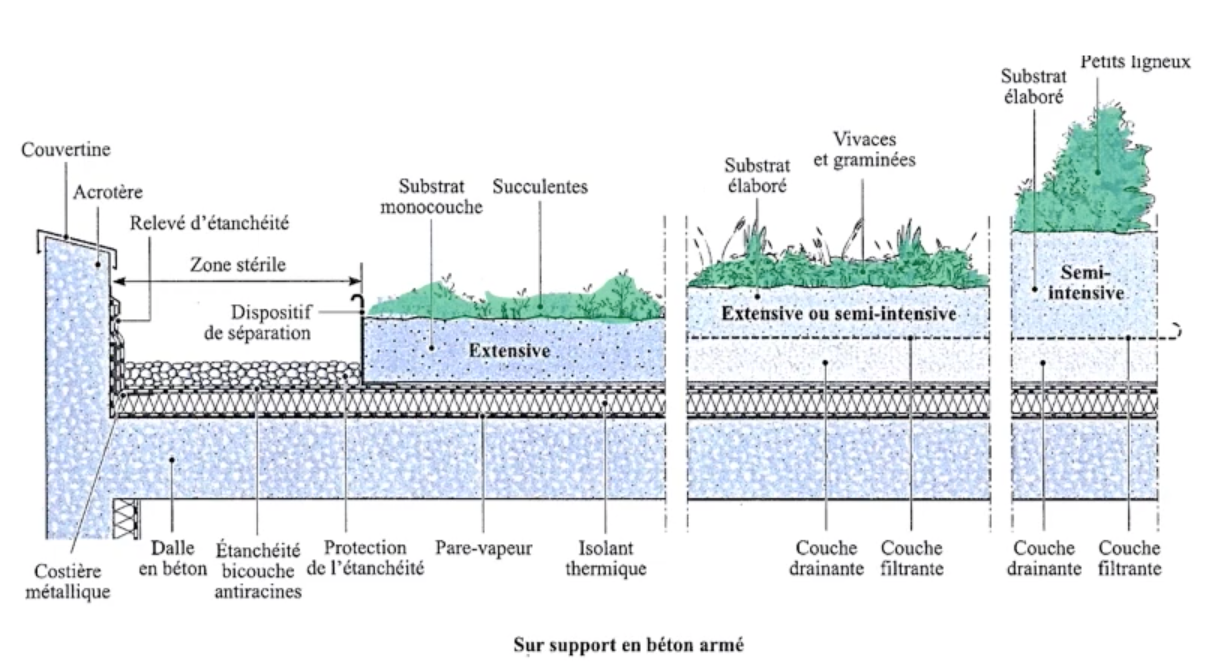 Petits ligneux
Substrat
élaboré
Couvertine
Acrotère
Relevé d'étanchéité
Zone stérile
Dispositif
de séparation
Substrat
monocouche
Succulentes
Extensive
Substrat
élaboré
Vivaces
et graminées
Extensive ou semi-intensive
Semi-
intensive
Costière
métallique
Dalle
en béton
Étanchéité
bicouche
antiracines
Protection
de l'étanchéité
Pare-vapeur
Isolant
thermique
Couche
drainante
Couche
filtrante
Couche
drainante
Couche
filtrante
Sur support en béton armé